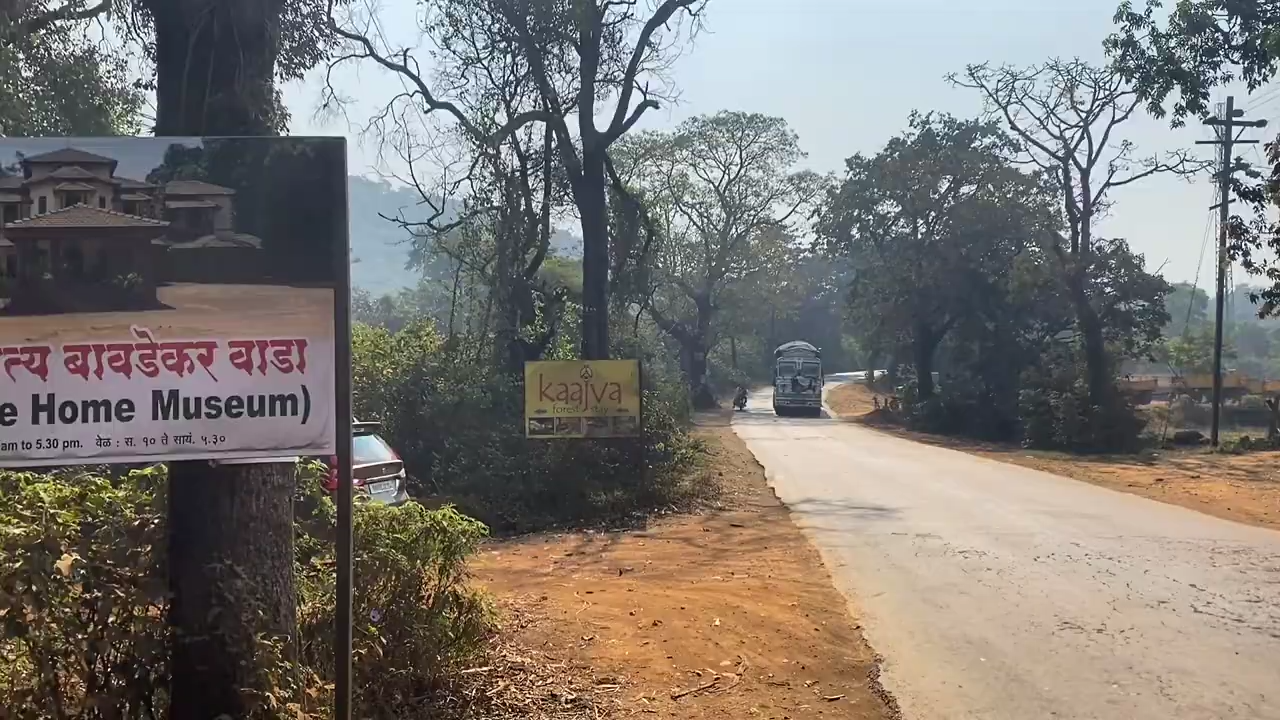 त्य बावडेकर वाडा
e Home Museum)
am to 5.30 pm. वेळ : स. १० ते सायं. ५.३०
kaajva
forest stay